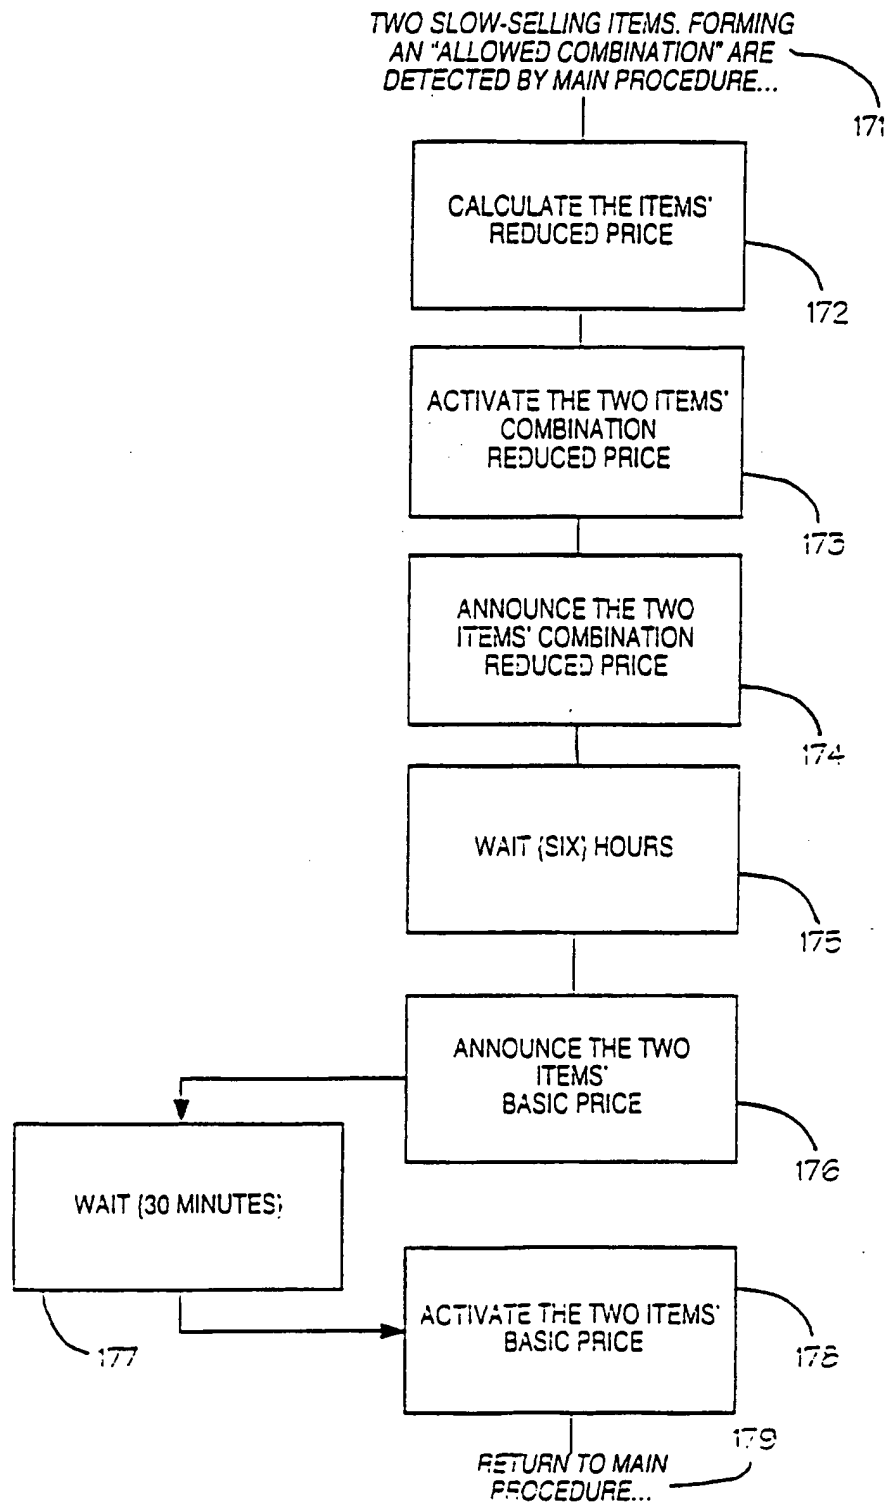 TWO SLOW-SELLING ITEMS. FORMING
AN "ALLOWED COMBINATION" ARE
DETECTED BY MAIN PROCEDURE...
171
CALCULATE THE ITEMS'
REDUCED PRICE
172
ACTIVATE THE TWO ITEMS'
COMBINATION
REDUCED PRICE
173
ANNOUNCE THE TWO
ITEMS' COMBINATION
REDUCED PRICE
174
WAIT {SIX} HOURS
175
ANNOUNCE THE TWO
ITEMS'
BASIC PRICE
176
WAIT {30 MINUTES}
177
ACTIVATE THE TWO ITEMS'
BASIC PRICE
178
179
RETURN TO MAIN
PROCEDURE...